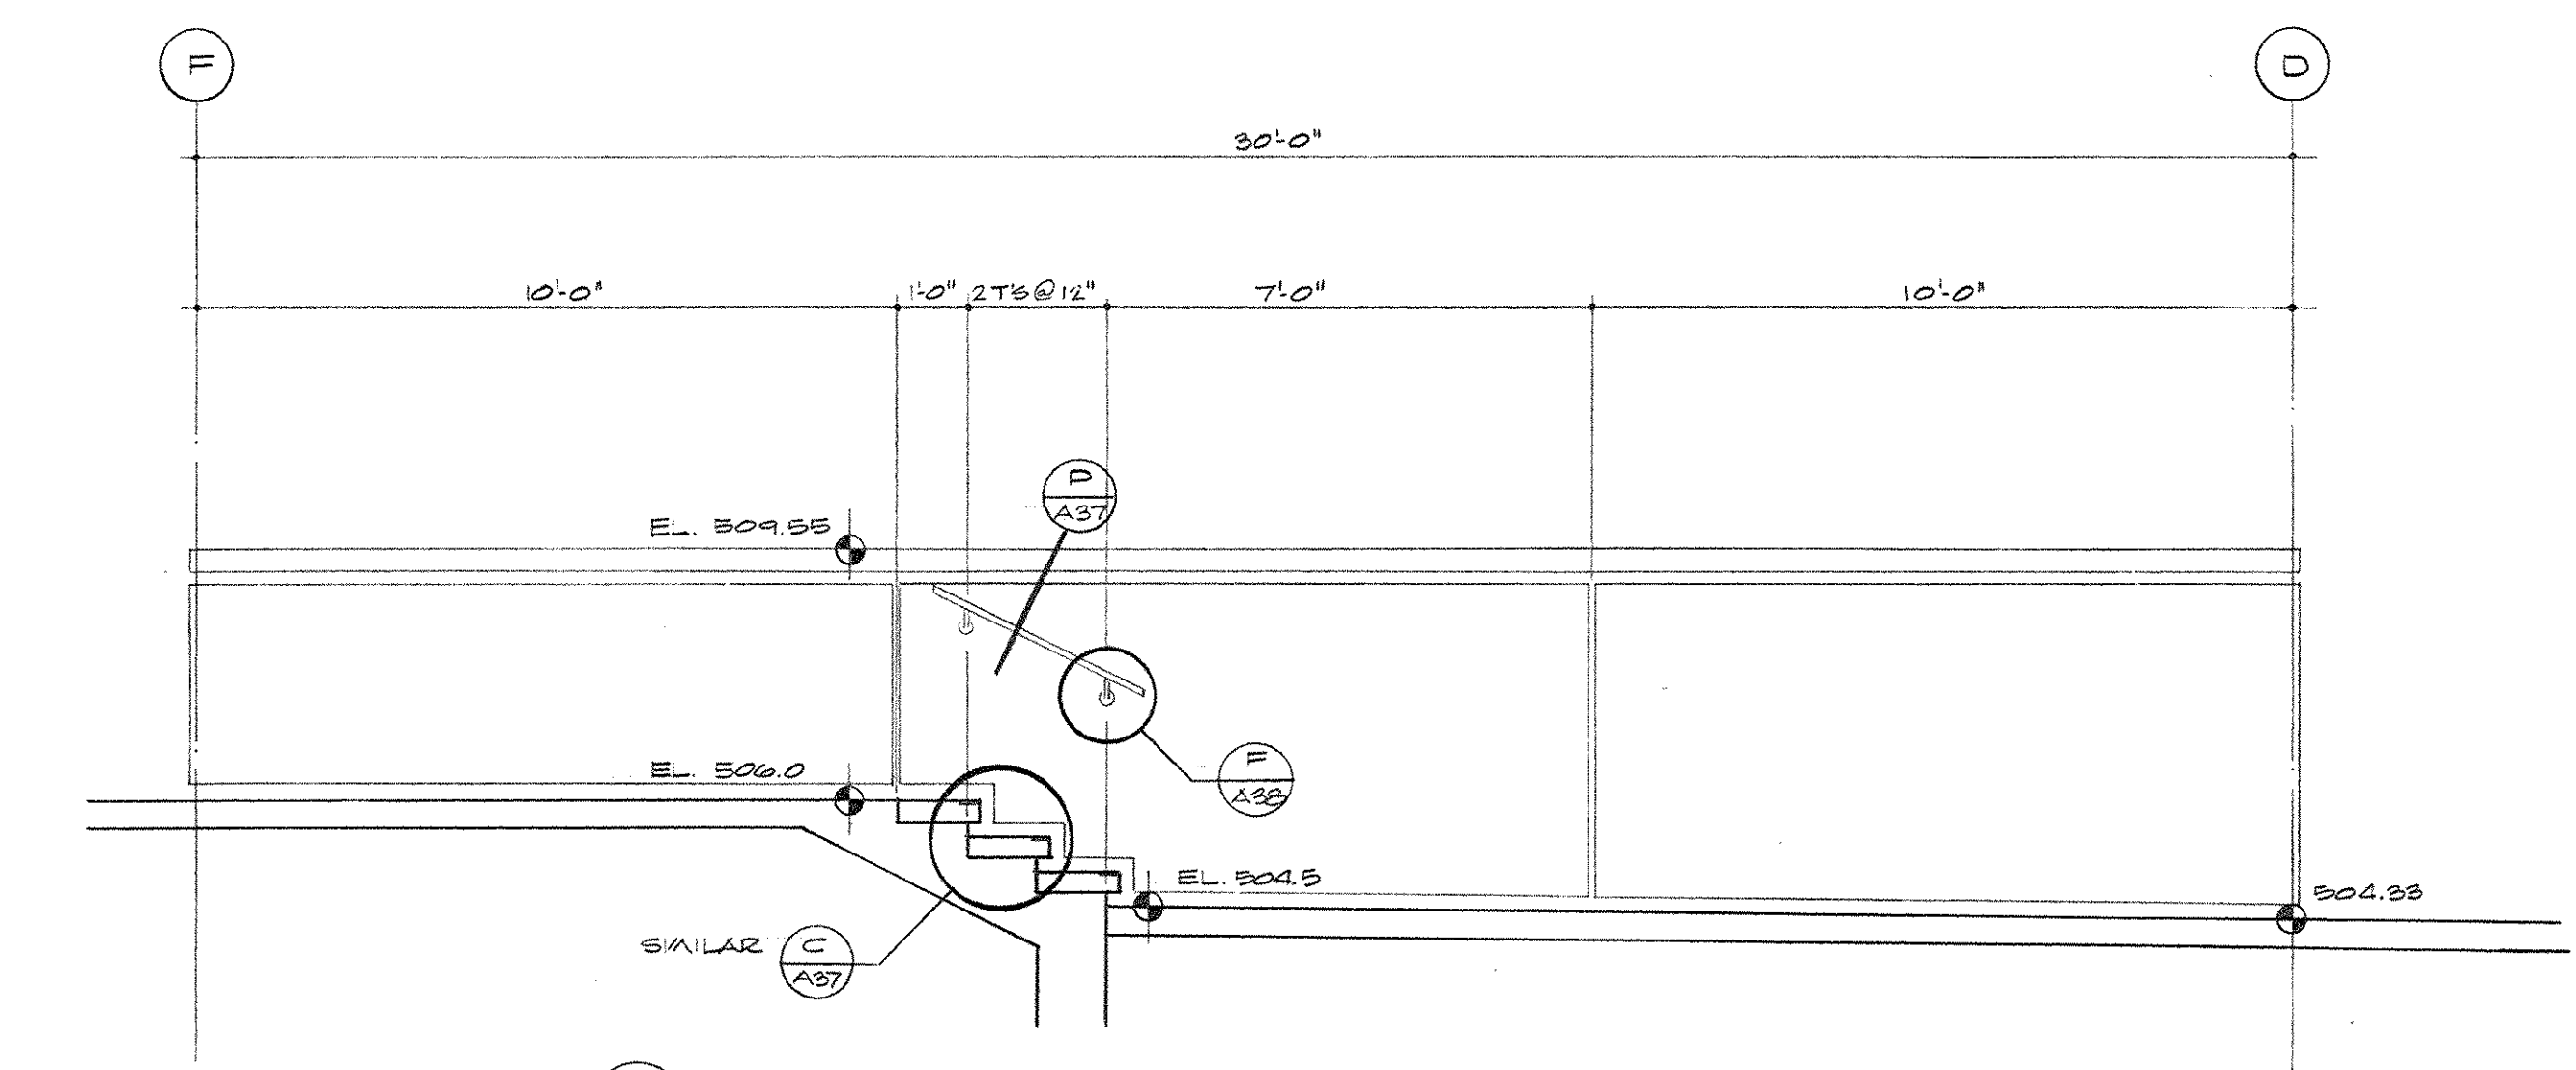 F
D
30'-0"
10'-0"
1'-0"
2 T'S @ 12"
7'-0"
10'-0"
D
A37
EL. 509.55
EL. 506.0
F
A38
EL. 504.5
504.33
SIMILAR
C
A37